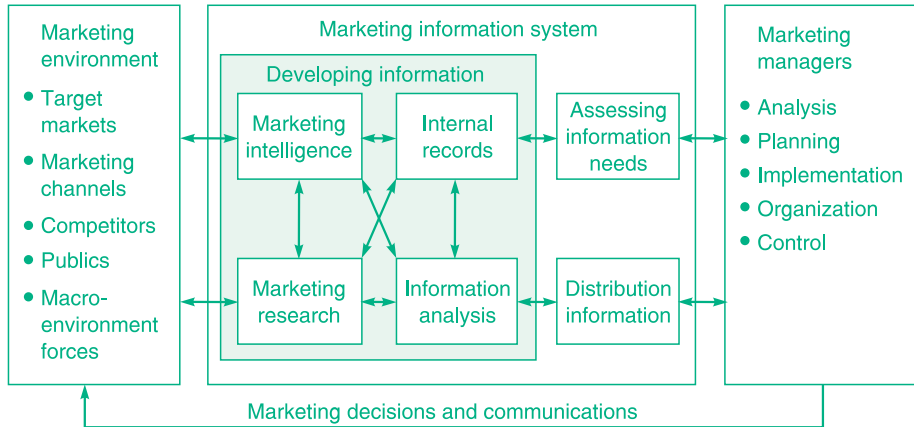 Marketing
environment
• Target
markets
• Marketing
channels
• Competitors
• Publics
• Macro-
environment
forces
Marketing information system
Developing information
Marketing
intelligence
Internal
records
Assessing
information
needs
Marketing
research
Information
analysis
Distribution
information
Marketing
managers
• Analysis
• Planning
• Implementation
• Organization
• Control
Marketing decisions and communications